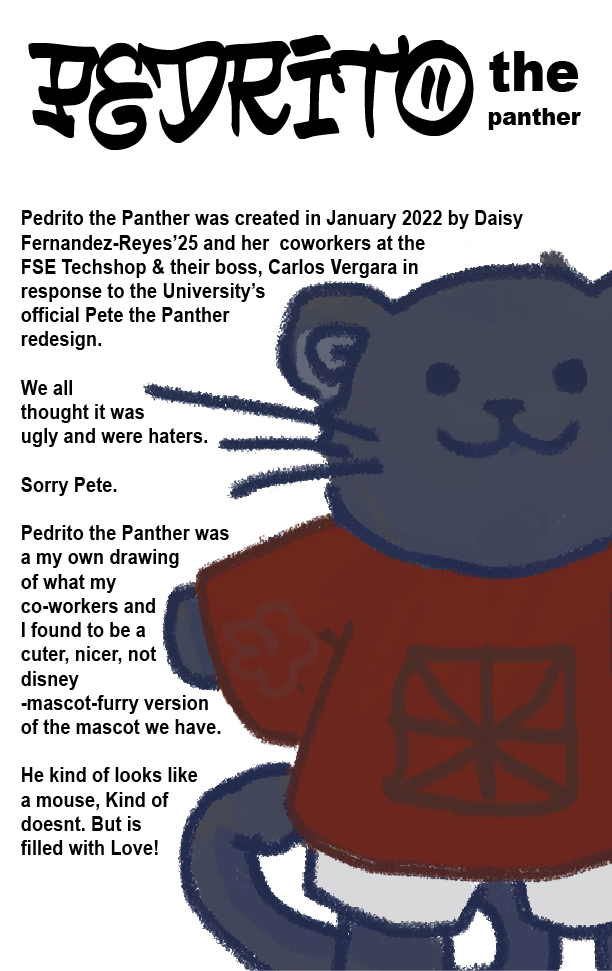 PEDRITO the
panther
Pedrito the Panther was created in January 2022 by Daisy
Fernandez-Reyes’25 and her  coworkers at the
FSE Techshop & their boss, Carlos Vergara in
response to the University’s
official Pete the Panther
redesign.
We all
thought it was
ugly and were haters.
Sorry Pete.
Pedrito the Panther was
a my own drawing
of what my
co-workers and
I found to be a
cuter, nicer, not
disney
-mascot-furry version
of the mascot we have.
He kind of looks like
a mouse, Kind of
doesnt. But is
filled with Love!